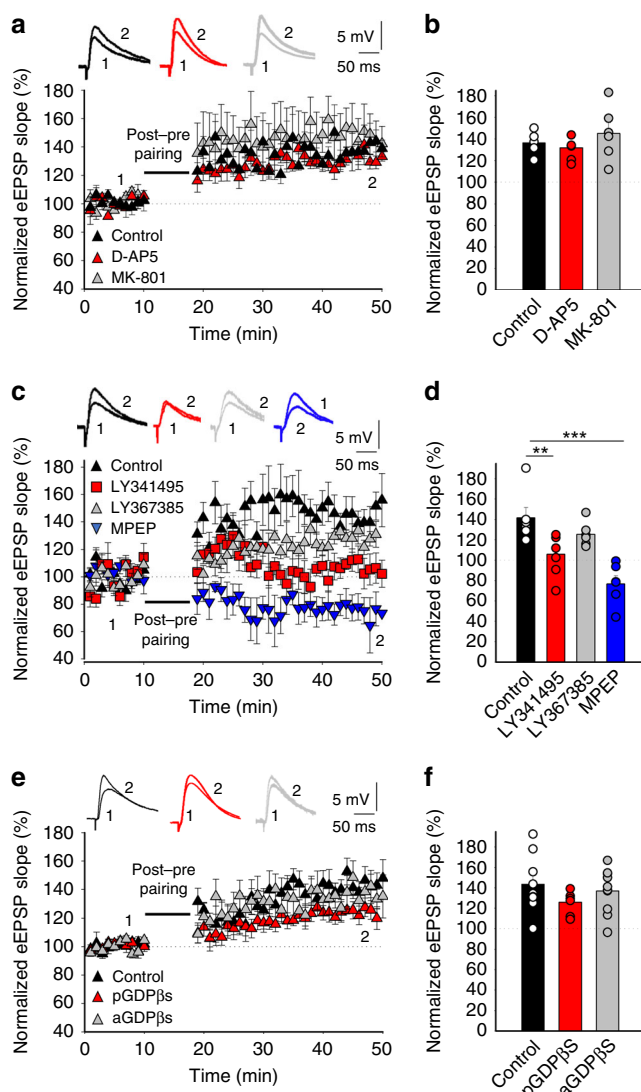 a
2
1
2
1
2
1
5 mV
50 ms
Normalized eEPSP slope (%)
180
160
140
120
100
80
60
40
1
Post–pre
pairing
2
Control
D-AP5
MK-801
0 10 20 30 40 50
Time (min)
b
Normalized eEPSP slope (%)
180
160
140
120
100
80
60
40
20
0
Control
D-AP5
MK-801
c
2
1
2
1
2
1
1
2
5 mV
50 ms
Normalized eEPSP slope (%)
180
160
140
120
100
80
60
40
Control
LY341495
LY367385
MPEP
1
Post–pre
pairing
2
0 10 20 30 40 50
Time (min)
d
***
**
Normalized eEPSP slope (%)
180
160
140
120
100
80
60
40
20
0
Control
LY341495
LY367385
MPEP
e
2
1
2
1
2
1
5 mV
50 ms
Normalized eEPSP slope (%)
180
160
140
120
100
80
60
40
1
Post–pre
pairing
2
Control
pGDPβs
aGDPβs
0 10 20 30 40 50
Time (min)
f
Normalized eEPSP slope (%)
180
160
140
120
100
80
60
40
20
0
Control
pGDPβS
aGDPβS